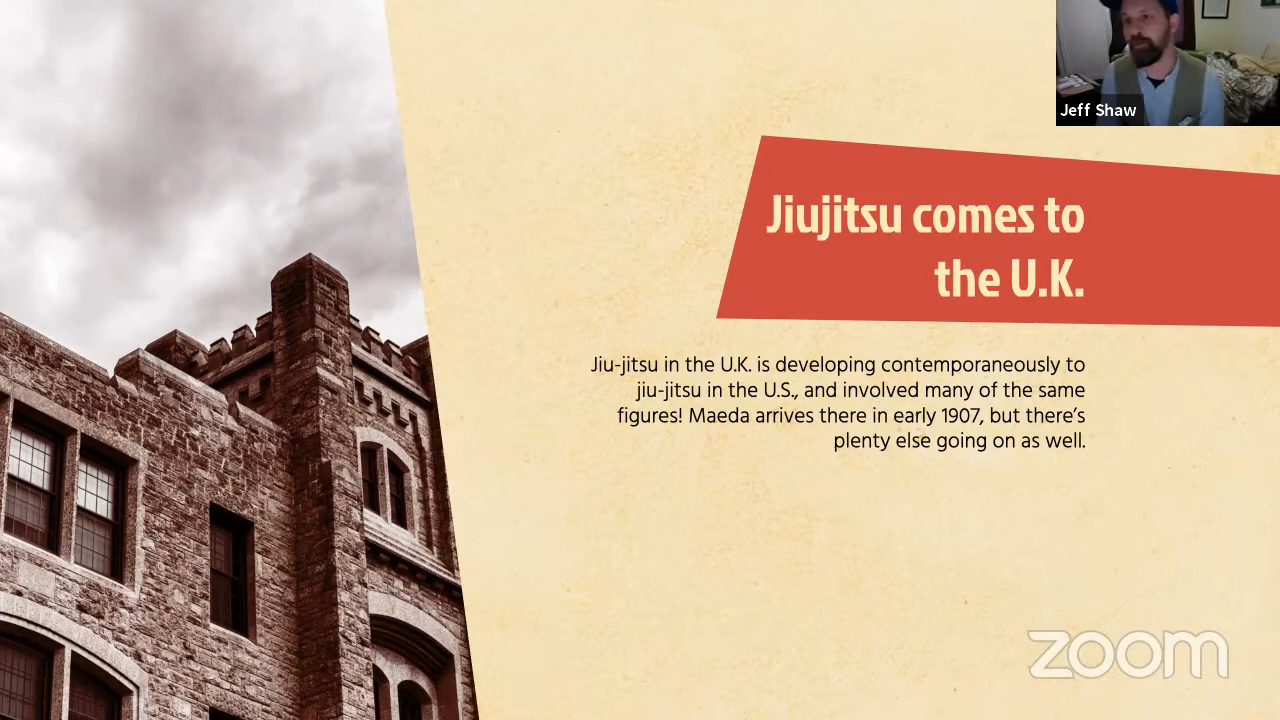 Jeff Shaw
Jiujitsu comes to
the U.K.
Jiu-jitsu in the U.K. is developing contemporaneously to
jiu-jitsu in the U.S., and involved many of the same
figures! Maeda arrives there in early 1907, but there's
plenty else going on as well.
zoom